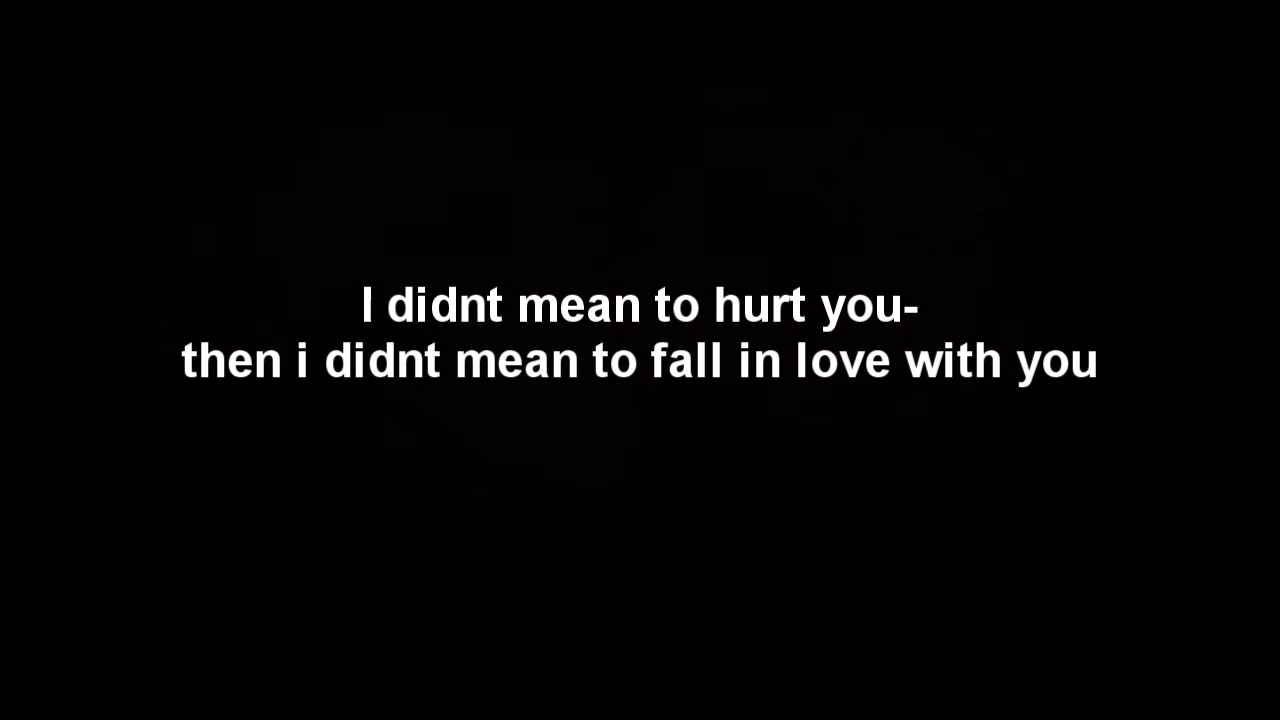 I didnt mean to hurt you-
then i didnt mean to fall in love with you